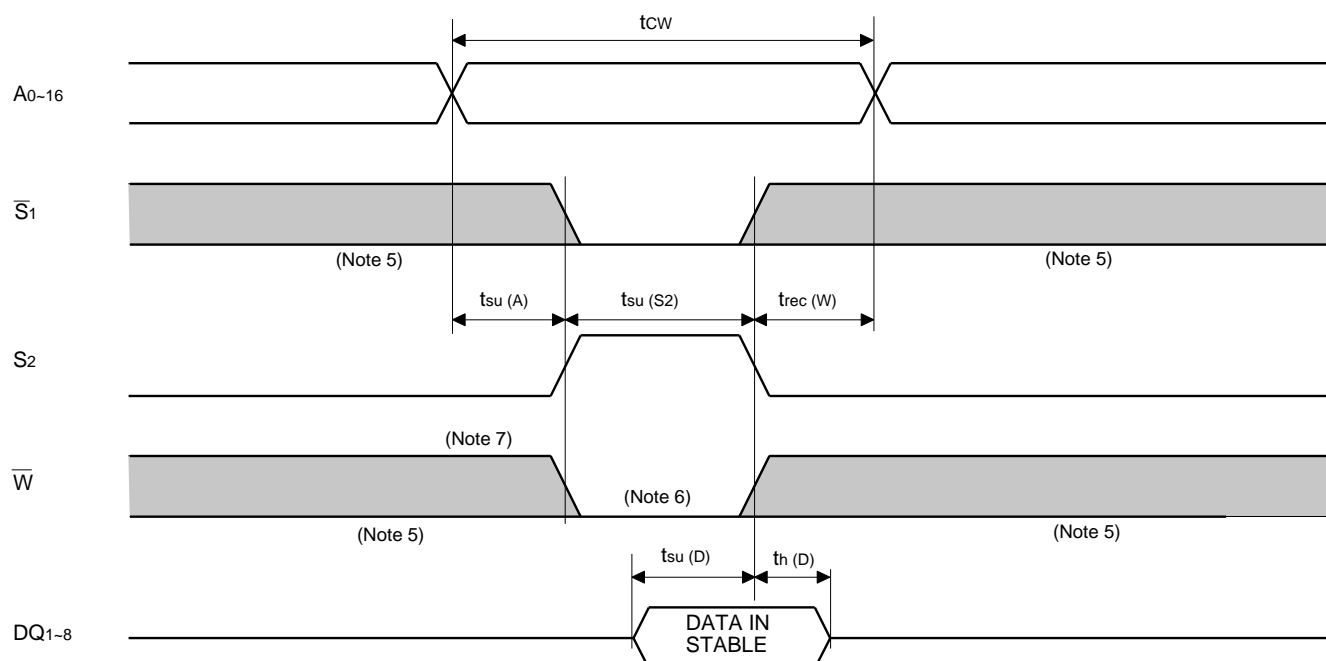 tCW
A0~16
S̅1
(Note 5)
(Note 5)
tsu (A)
tsu (S2)
trec (W)
S2
(Note 7)
W̅
(Note 6)
(Note 5)
(Note 5)
tsu (D)
th (D)
DQ1~8
DATA IN
STABLE